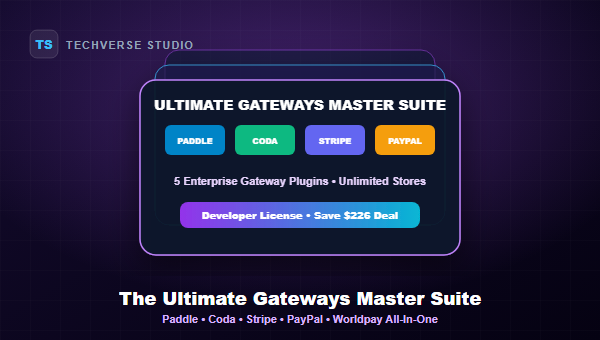 TS TECHVERSE STUDIO
ULTIMATE GATEWAYS MASTER SUITE
PADDLE CODA STRIPE PAYPAL
5 Enterprise Gateway Plugins • Unlimited Stores
Developer License • Save $226 Deal
The Ultimate Gateways Master Suite
Paddle • Coda • Stripe • PayPal • Worldpay All-In-One